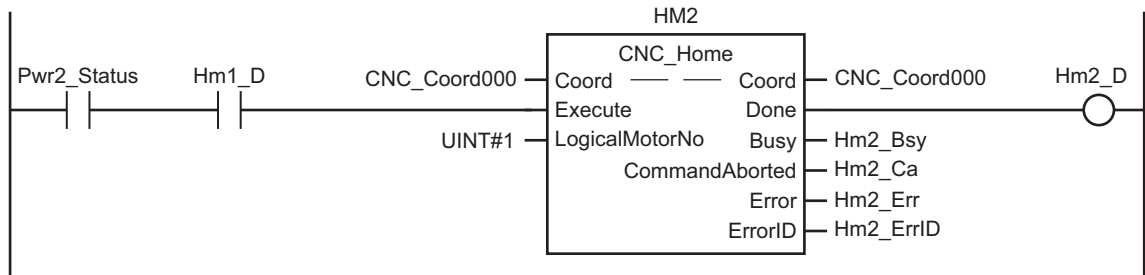 HM2
CNC_Home
Pwr2_Status Hm1_D CNC_Coord000 Coord Coord CNC_Coord000 Hm2_D
Execute Done
UINT#1 LogicalMotorNo Busy Hm2_Bsy
CommandAborted Hm2_Ca
Error Hm2_Err
ErrorID Hm2_ErrID